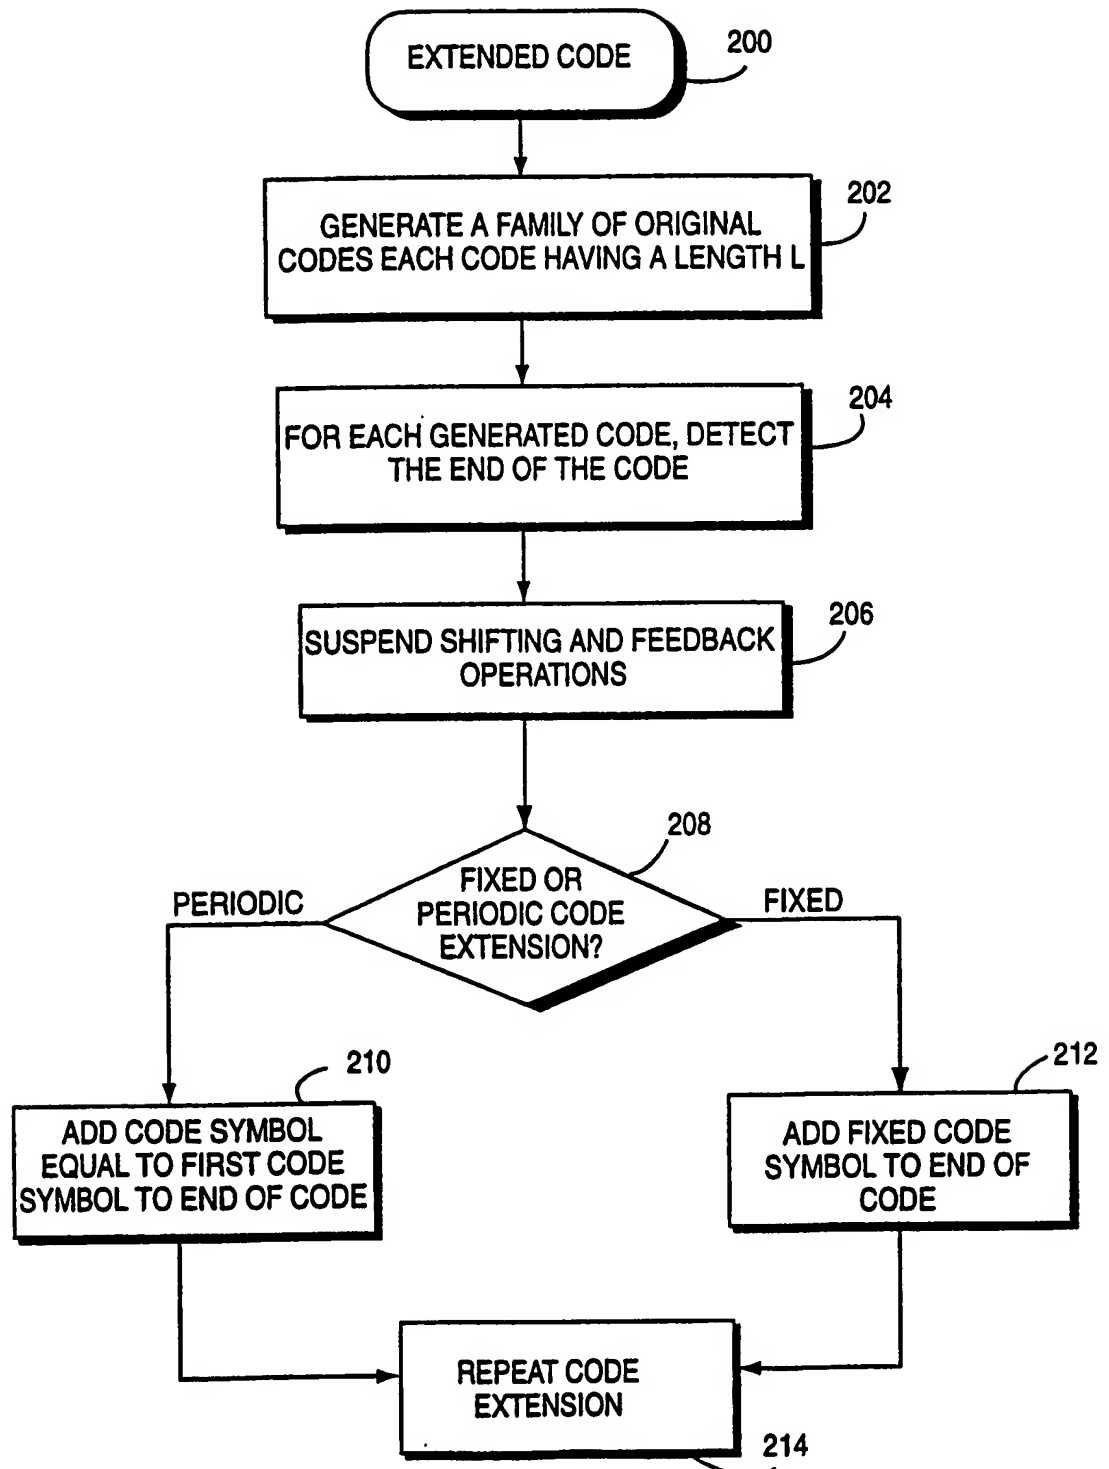 EXTENDED CODE
200
GENERATE A FAMILY OF ORIGINAL
CODES EACH CODE HAVING A LENGTH L
202
FOR EACH GENERATED CODE, DETECT
THE END OF THE CODE
204
SUSPEND SHIFTING AND FEEDBACK
OPERATIONS
206
208
FIXED OR
PERIODIC CODE
EXTENSION?
PERIODIC
FIXED
210
ADD CODE SYMBOL
EQUAL TO FIRST CODE
SYMBOL TO END OF CODE
212
ADD FIXED CODE
SYMBOL TO END OF
CODE
REPEAT CODE
EXTENSION
214